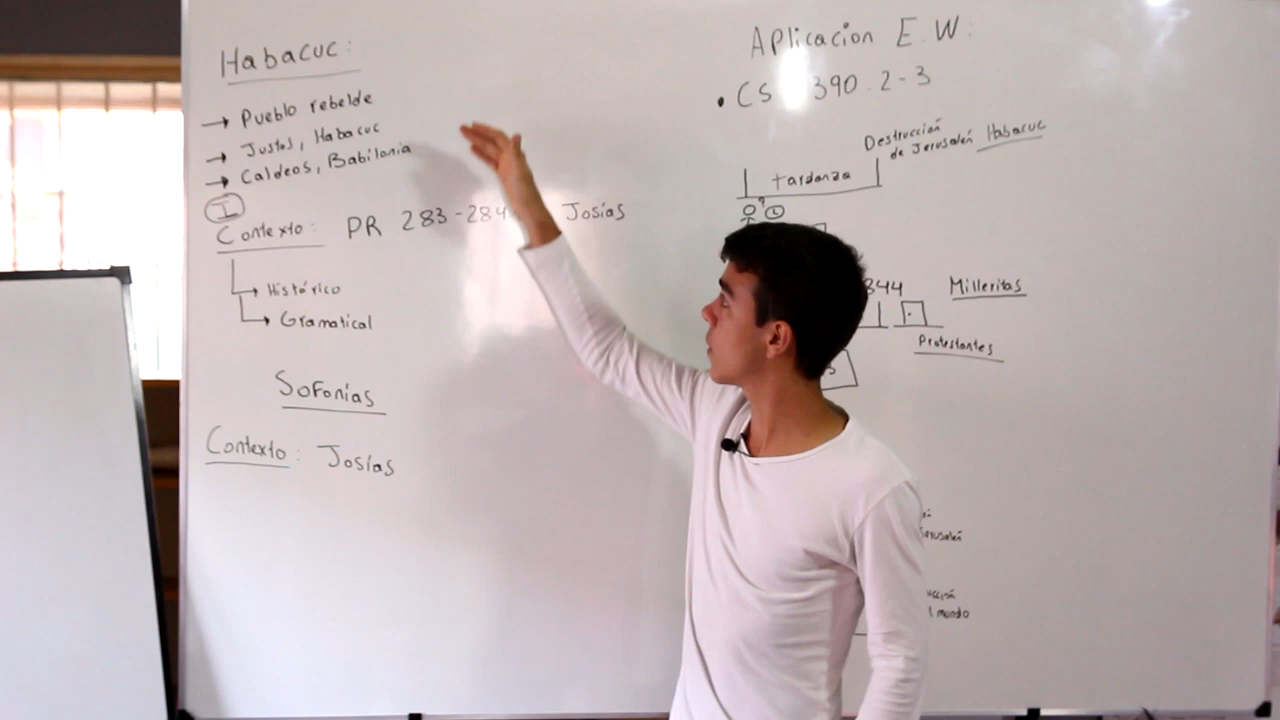 Habacuc:
→ Pueblo rebelde
→ Justos, Habacuc
→ Caldeos, Babilonia
I
Contexto: PR 283-284 Josías
Histórico
Gramatical
Sofonías
Contexto: Josías
Aplicacion E.W:
• CS 390.2-3
Destrucción
de Jerusalén Habacuc
tardanza
844 Milleritas
Protestantes